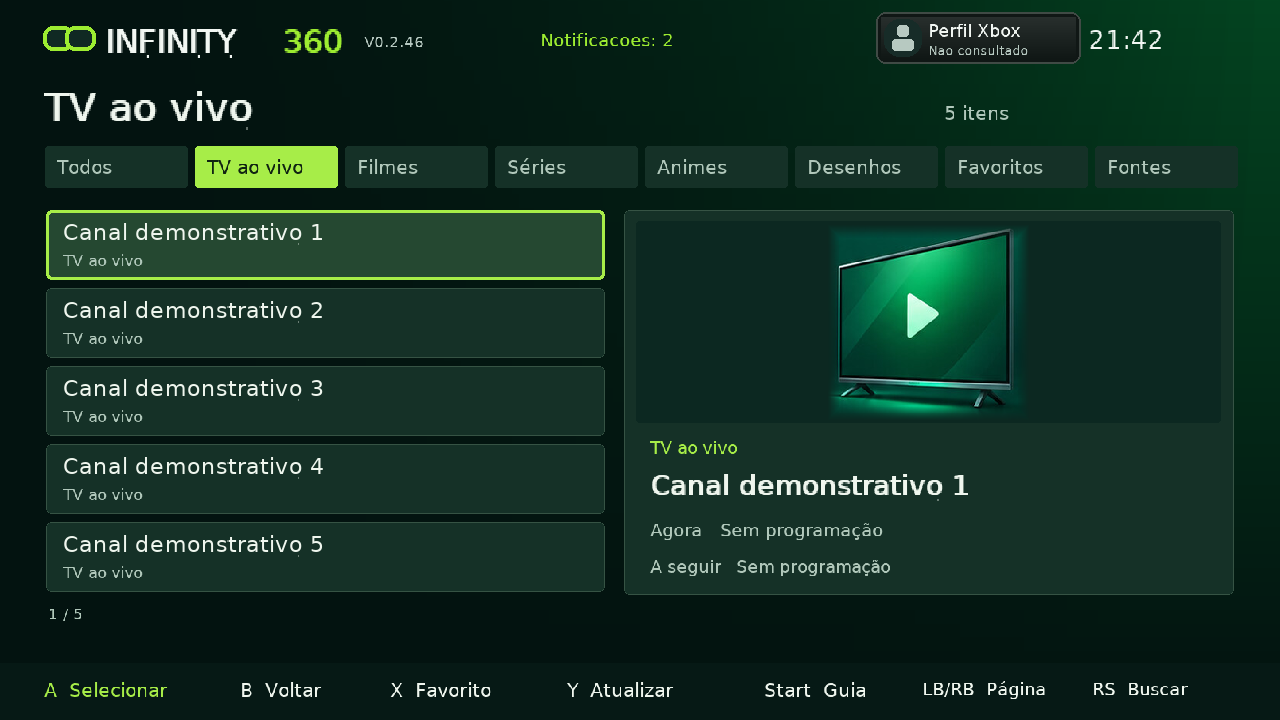 INFINITY 360 V0.2.46 Notificacoes: 2 Perfil Xbox 21:42
Nao consultado
TV ao vivo 5 itens
Todos TV ao vivo Filmes Séries Animes Desenhos Favoritos Fontes
Canal demonstrativo 1
TV ao vivo
Canal demonstrativo 2
TV ao vivo
Canal demonstrativo 3
TV ao vivo
Canal demonstrativo 4
TV ao vivo
Canal demonstrativo 5
TV ao vivo
1 / 5
TV ao vivo
Canal demonstrativo 1
Agora Sem programação
A seguir Sem programação
A Selecionar B Voltar X Favorito Y Atualizar Start Guia LB/RB Página RS Buscar